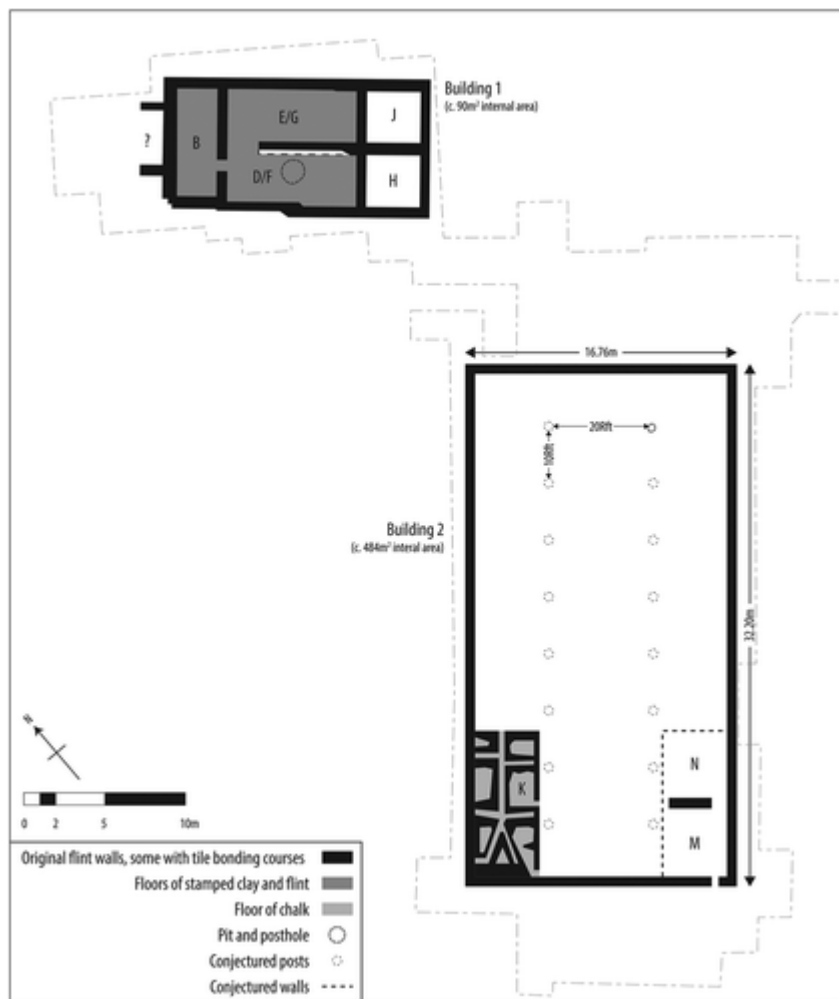 Building 1
(c. 90m² internal area)
E/G
J
B
?
D/F
H
16.76m
20Rft
10Rft
Building 2
(c. 484m² interal area)
32.20m
N
K
N
M
0 2 5 10m
Original flint walls, some with tile bonding courses
Floors of stamped clay and flint
Floor of chalk
Pit and posthole
Conjectured posts
Conjectured walls